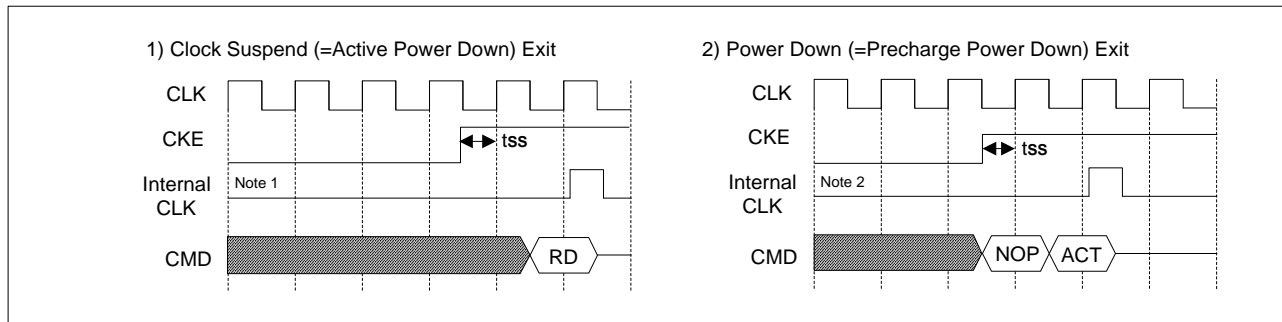 1) Clock Suspend (=Active Power Down) Exit
CLK
CKE
tss
Internal
CLK
Note 1
CMD
RD
2) Power Down (=Precharge Power Down) Exit
CLK
CKE
tss
Internal
CLK
Note 2
CMD
NOP
ACT